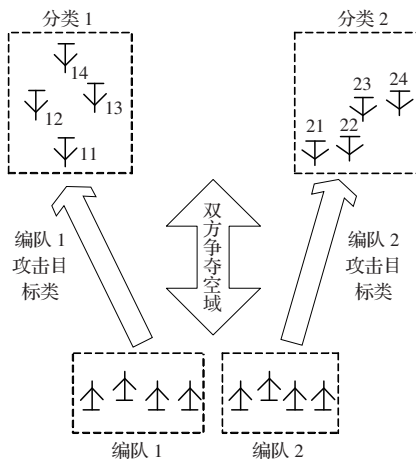 分类 1
分类 2
14
13
12
11
24
23
22
21
双方争夺空域
编队 1
攻击目
标类
编队 2
攻击目
标类
编队 1
编队 2